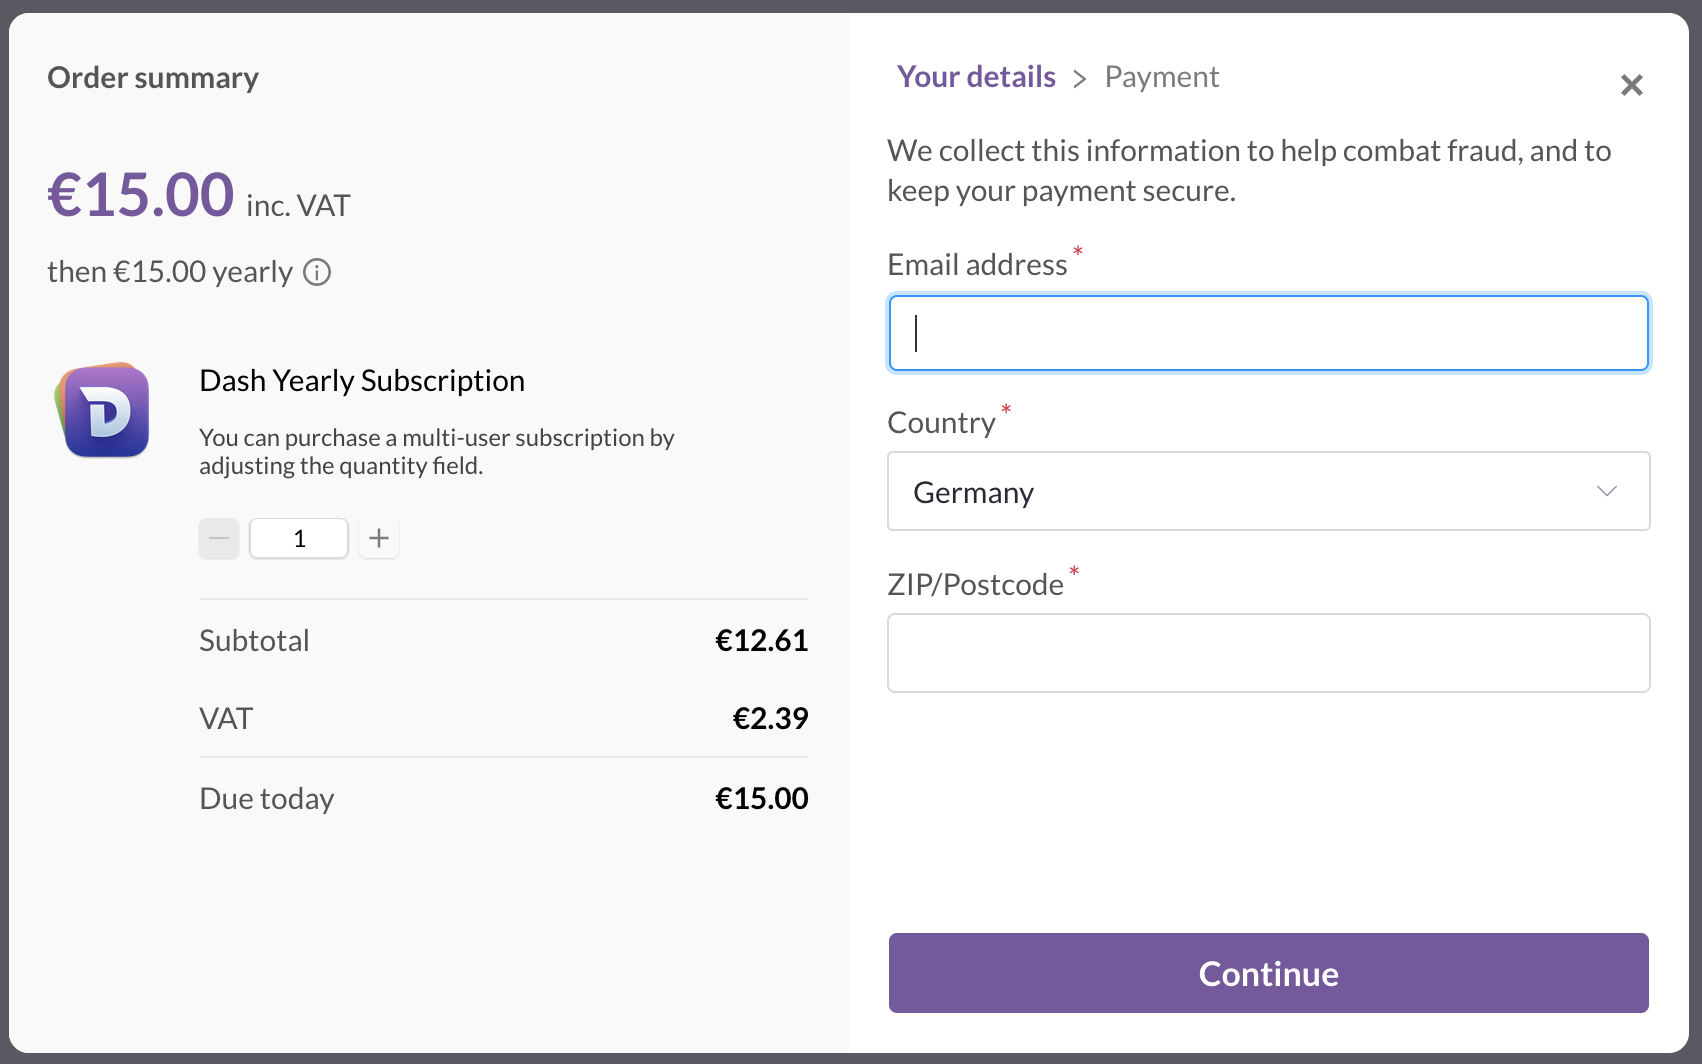 Order summary
€15.00 inc. VAT
then €15.00 yearly
D
Dash Yearly Subscription
You can purchase a multi-user subscription by
adjusting the quantity field.
1
Subtotal €12.61
VAT €2.39
Due today €15.00
Your details > Payment
We collect this information to help combat fraud, and to
keep your payment secure.
Email address *
Country *
Germany
ZIP/Postcode *
Continue